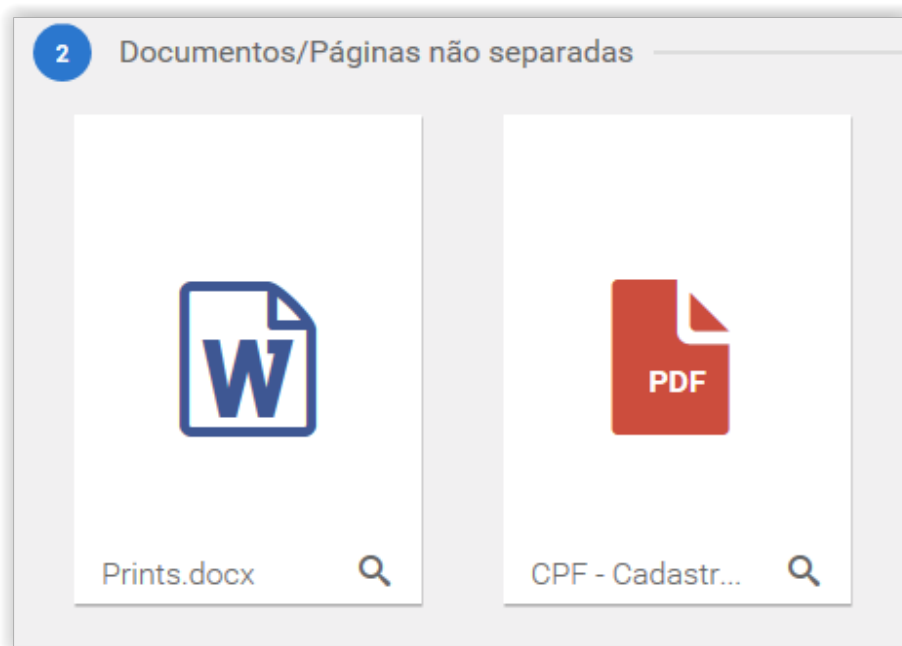 2 Documentos/Páginas não separadas
W
PDF
Prints.docx
CPF - Cadastr...